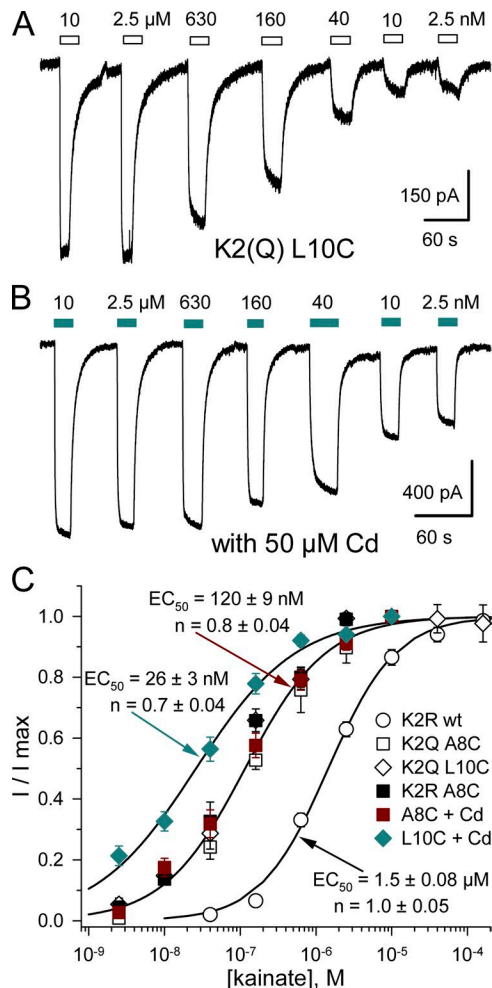 A
10 2.5 µM 630 160 40 10 2.5 nM
150 pA
60 s
K2(Q) L10C
B
10 2.5 µM 630 160 40 10 2.5 nM
400 pA
60 s
with 50 µM Cd
C
EC50 = 120 ± 9 nM
n = 0.8 ± 0.04
EC50 = 26 ± 3 nM
n = 0.7 ± 0.04
K2R wt
K2Q A8C
K2Q L10C
K2R A8C
A8C + Cd
L10C + Cd
EC50 = 1.5 ± 0.08 µM
n = 1.0 ± 0.05
I / I max
1.0
0.8
0.6
0.4
0.2
0.0
10⁻⁹ 10⁻⁸ 10⁻⁷ 10⁻⁶ 10⁻⁵ 10⁻⁴
[kainate], M